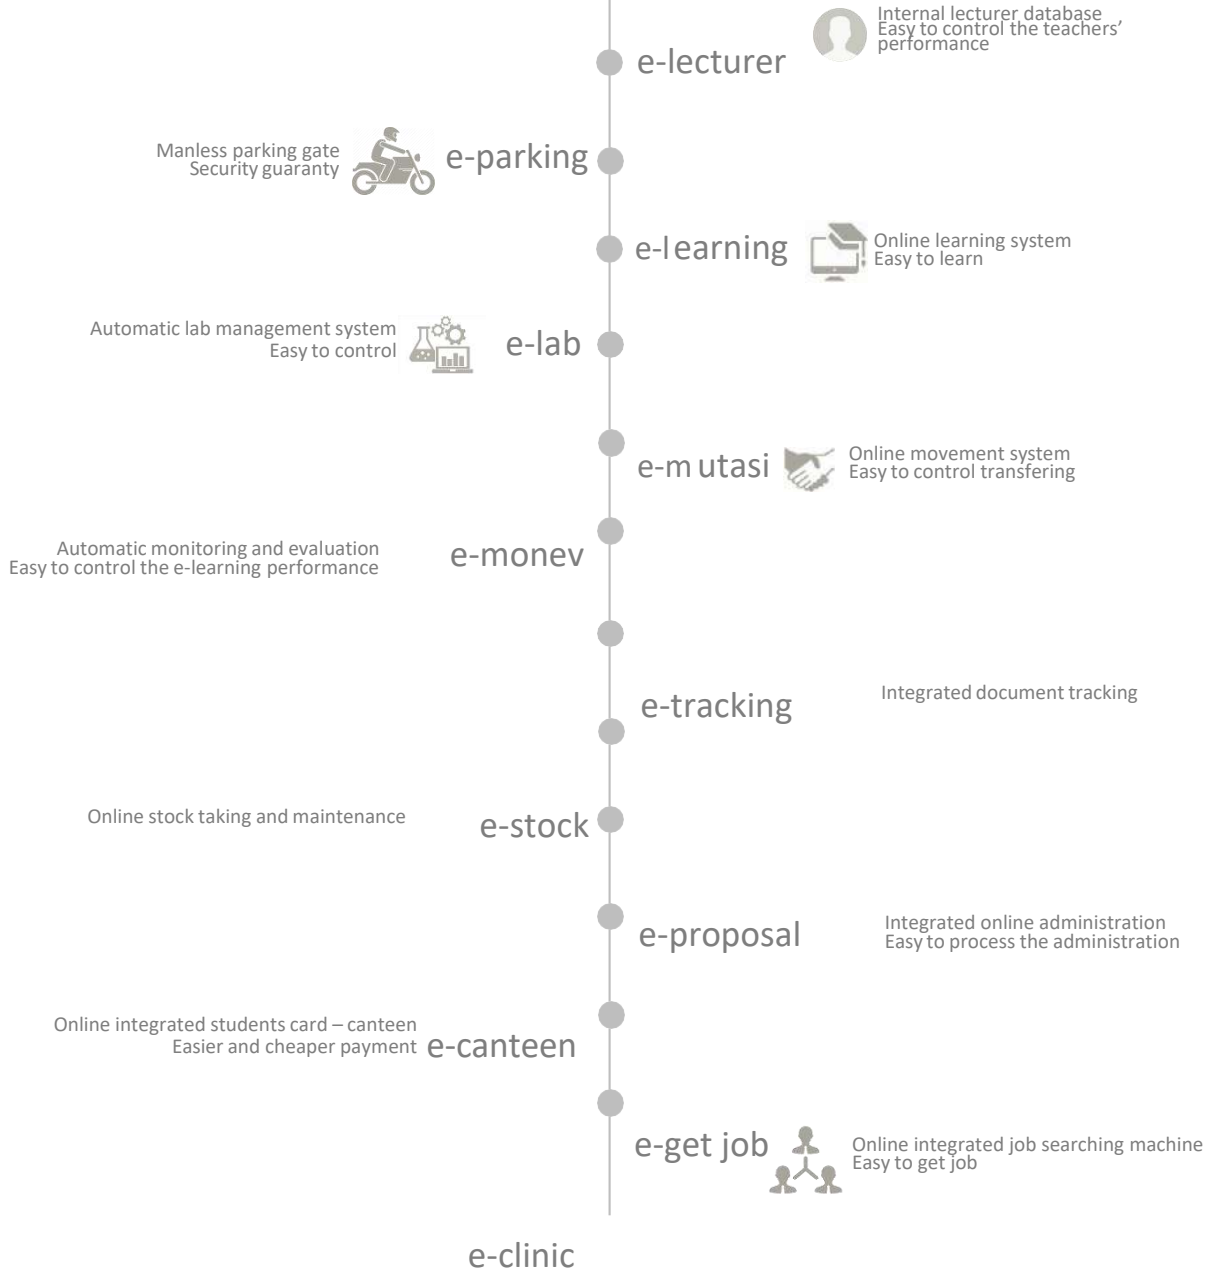 Internal lecturer database
Easy to control the teachers’
performance
e-lecturer
Manless parking gate
Security guaranty
e-parking
e-learning
Online learning system
Easy to learn
Automatic lab management system
Easy to control
e-lab
e-mutasi
Online movement system
Easy to control transfering
Automatic monitoring and evaluation
Easy to control the e-learning performance
e-monev
e-tracking
Integrated document tracking
Online stock taking and maintenance
e-stock
e-proposal
Integrated online administration
Easy to process the administration
Online integrated students card – canteen
Easier and cheaper payment
e-canteen
e-get job
Online integrated job searching machine
Easy to get job
e-clinic